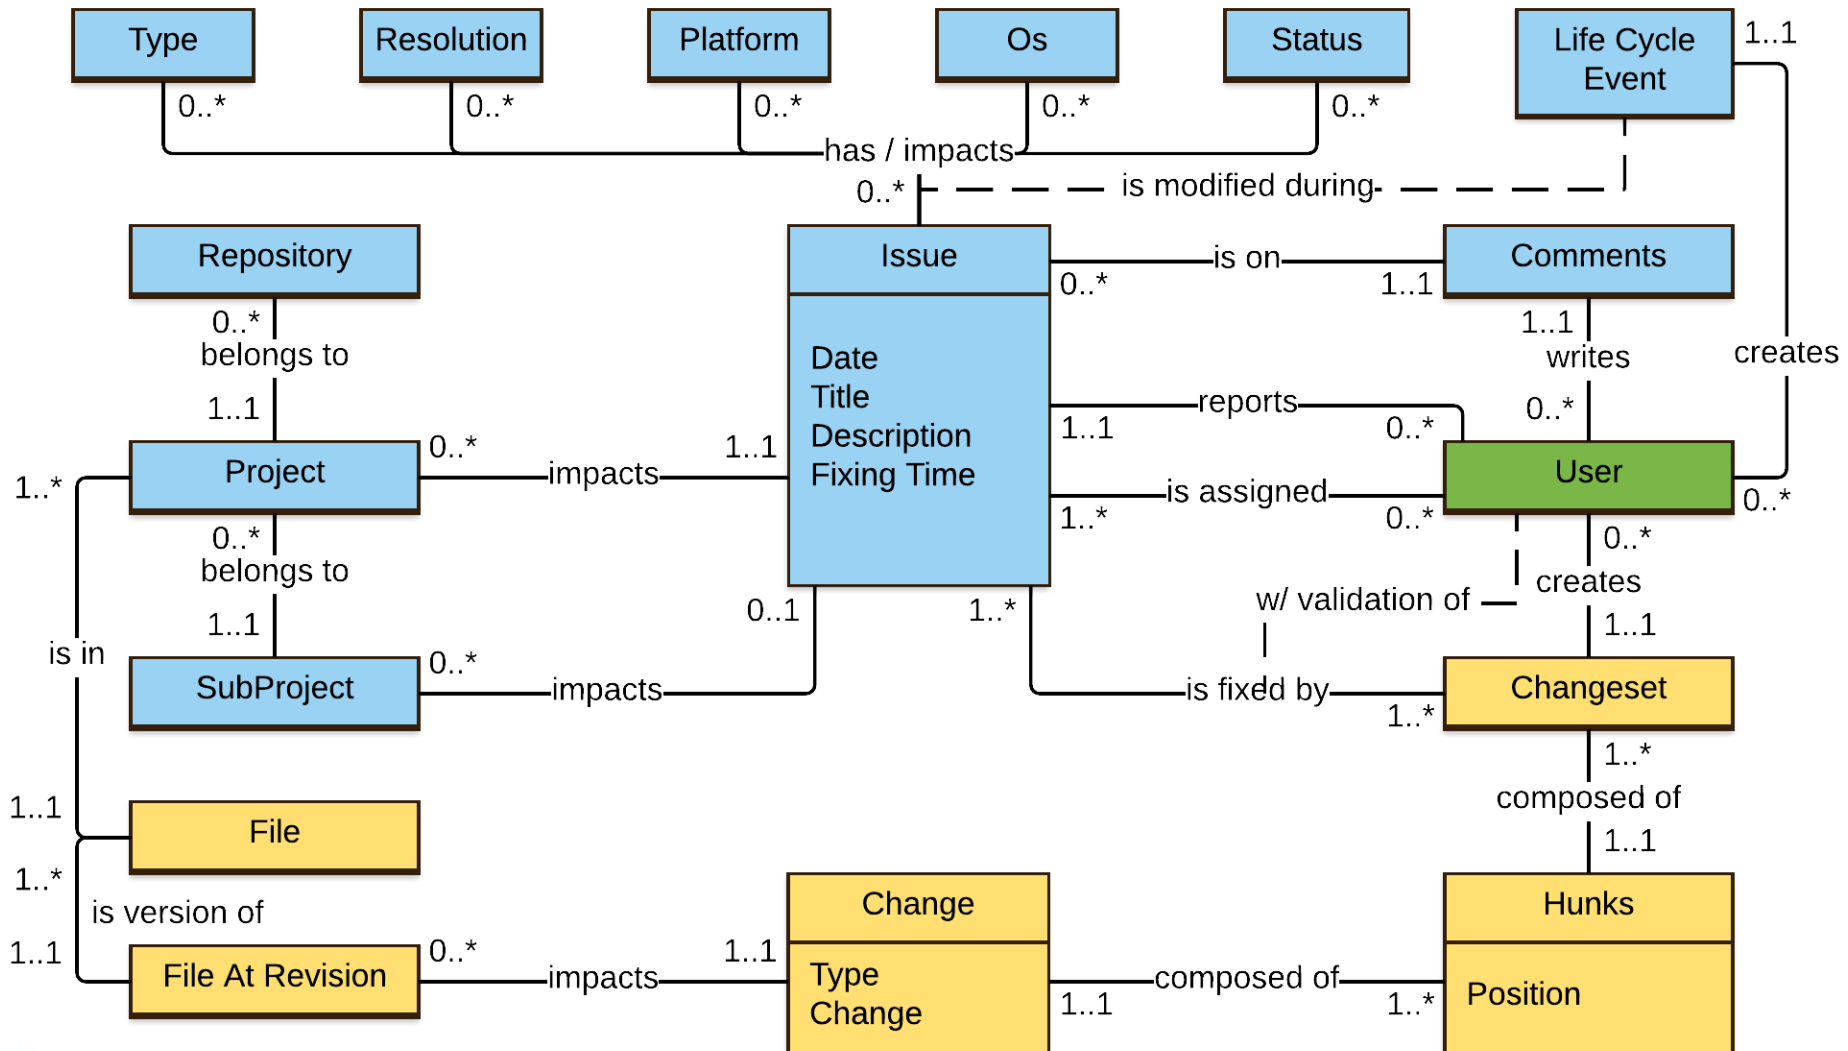 Type
Resolution
Platform
Os
Status
Life Cycle
Event
1..1
0..*
0..*
0..*
0..*
0..*
has / impacts
0..*
is modified during
Repository
Issue
is on
Comments
0..*
1..1
0..*
belongs to
1..1
1..1
writes
0..*
creates
Date
Title
Description
Fixing Time
reports
1..1
0..*
Project
0..*
impacts
1..1
is assigned
1..*
0..*
User
0..*
1..*
0..*
belongs to
1..1
0..*
creates
1..1
w/ validation of
0..1
1..*
is in
SubProject
0..*
impacts
is fixed by
1..*
Changeset
1..*
composed of
1..1
1..1
File
1..*
is version of
1..1
File At Revision
0..*
impacts
1..1
Change
Type
Change
composed of
1..1
1..*
Hunks
Position